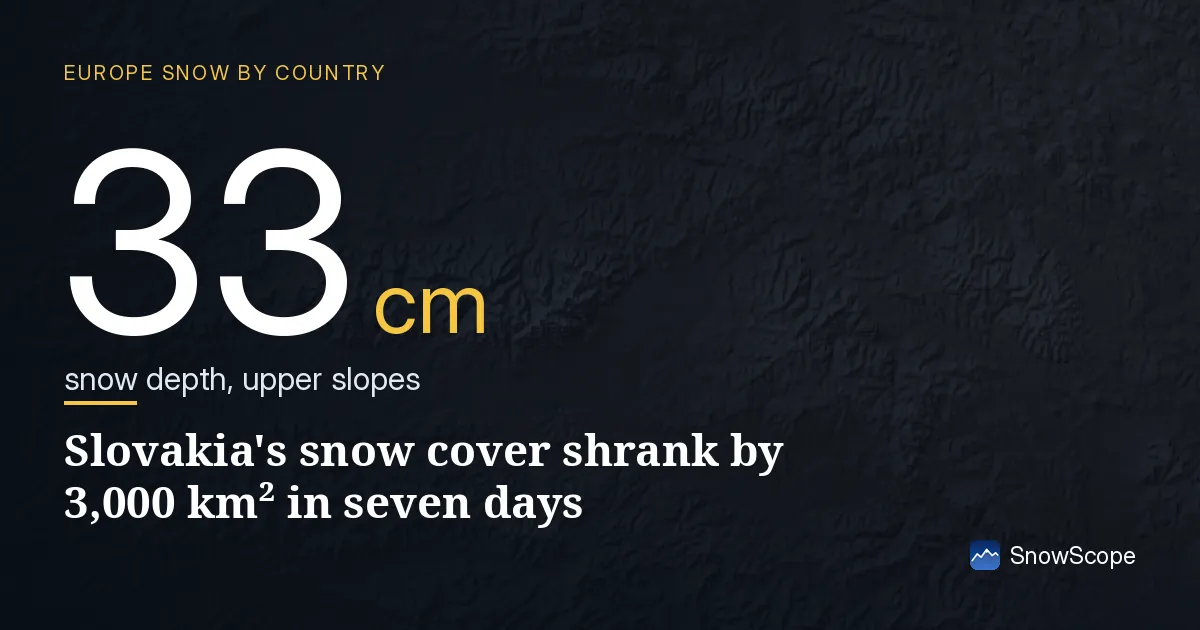 EUROPE SNOW BY COUNTRY
33 cm
snow depth, upper slopes
Slovakia's snow cover shrank by
3,000 km² in seven days
SnowScope